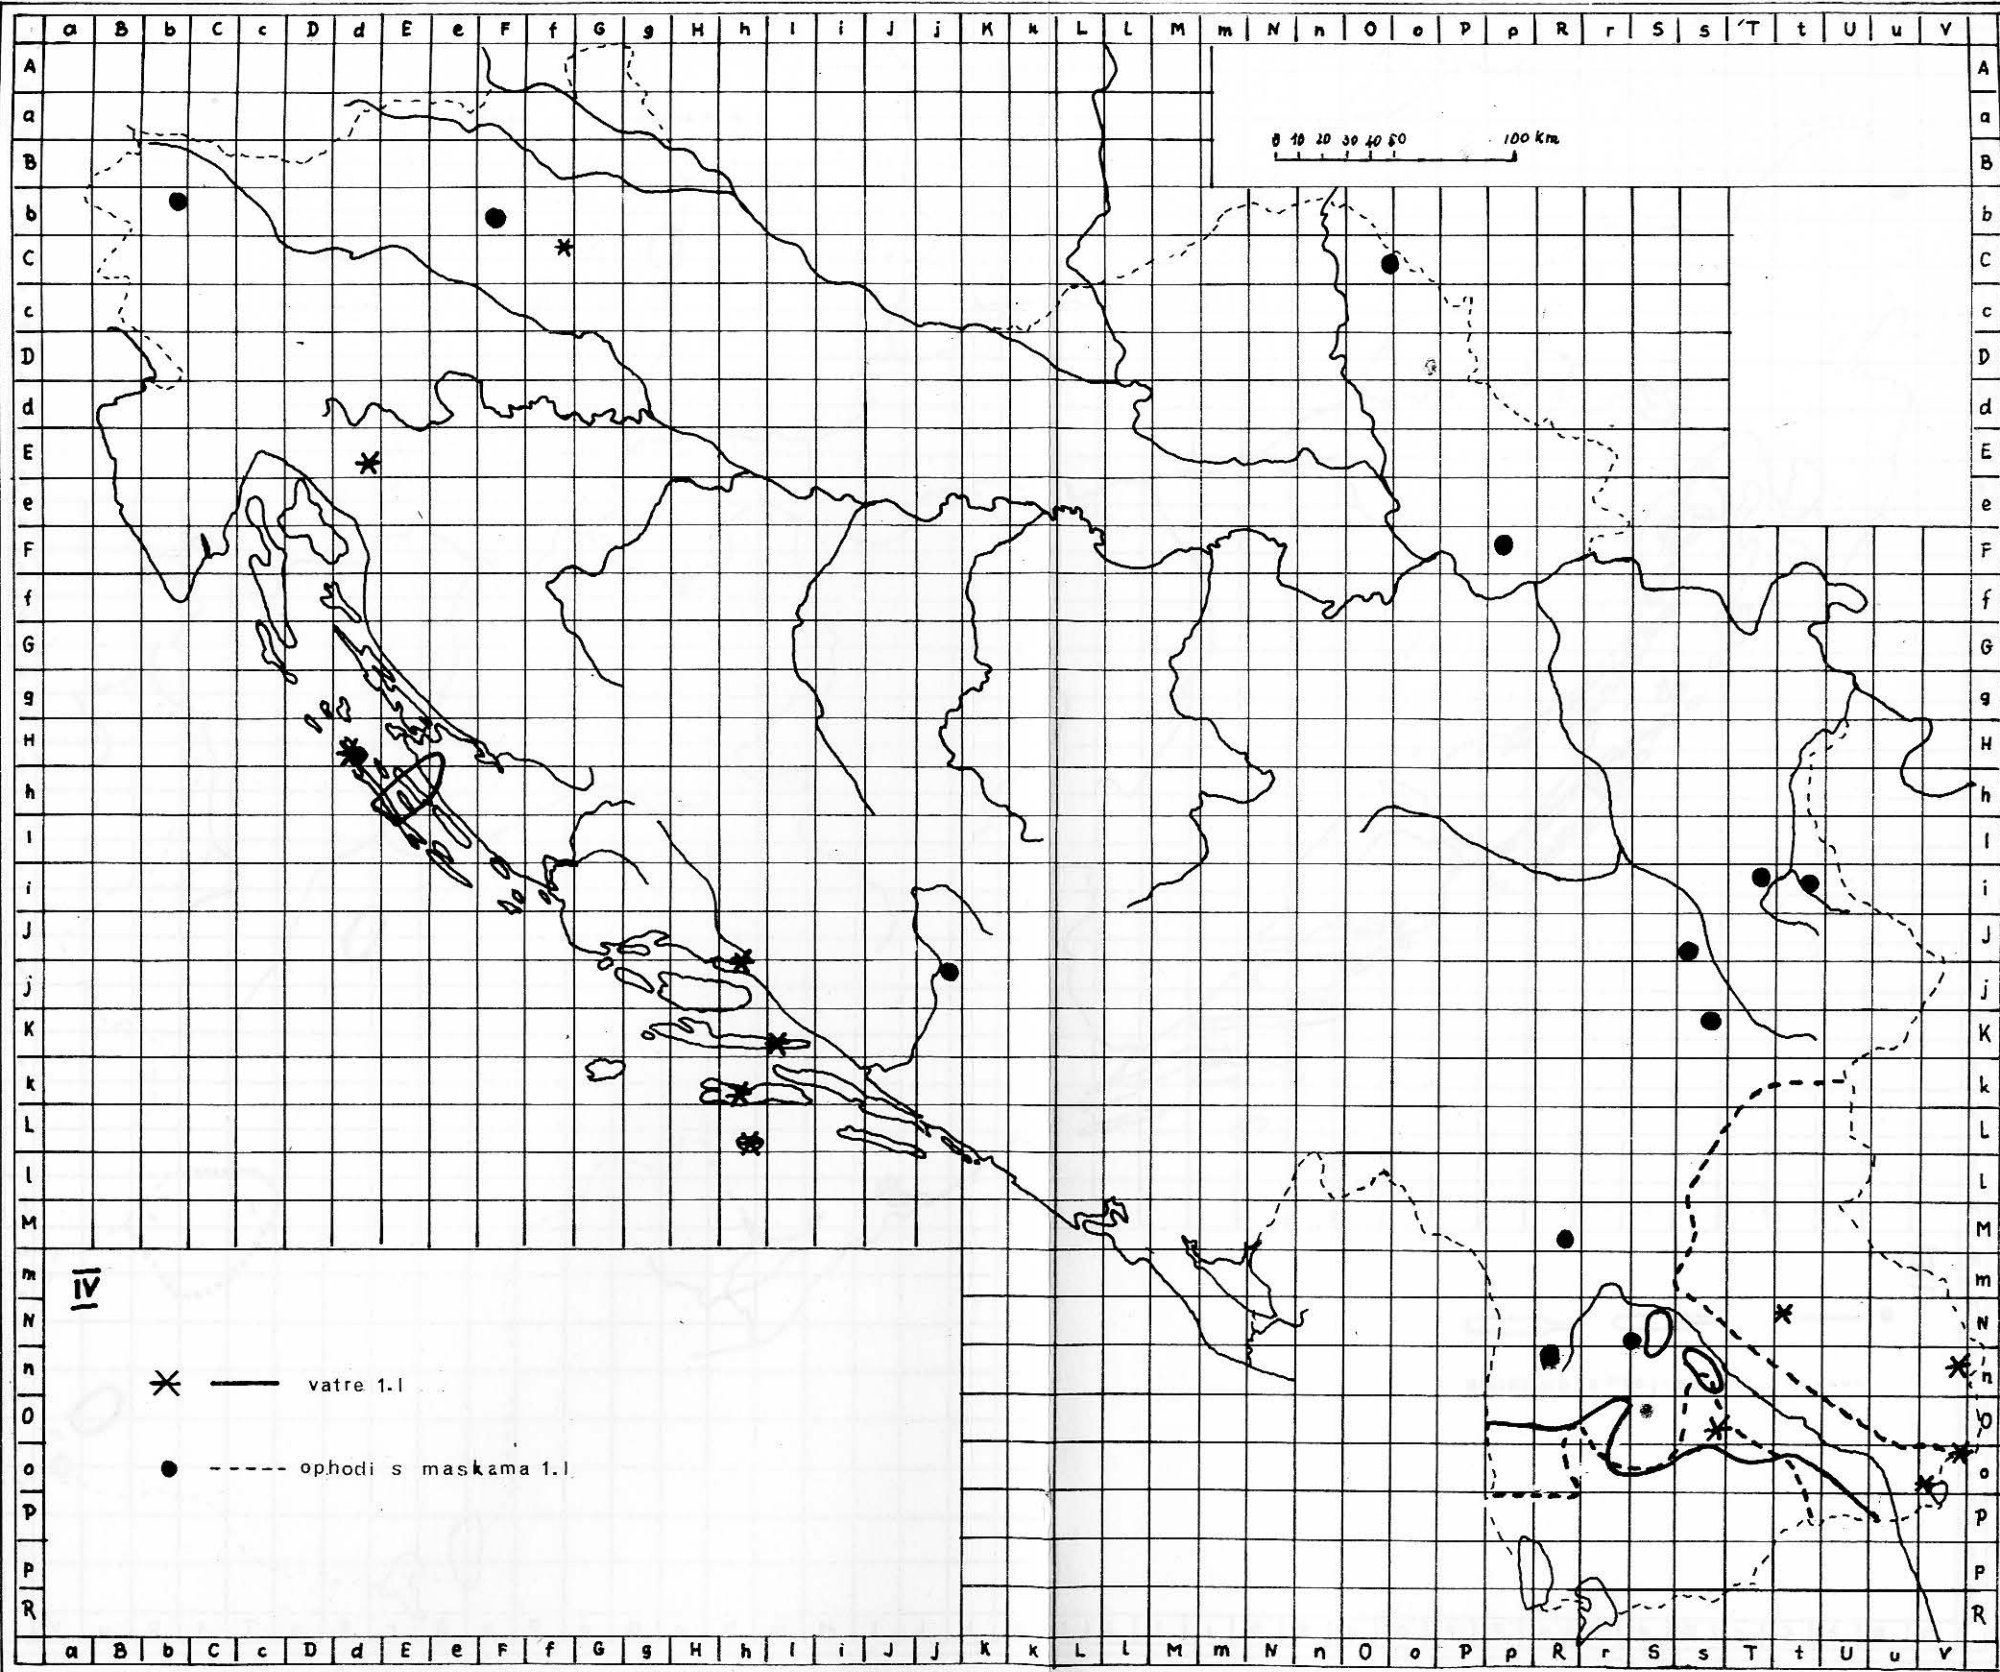 a B b C c D d E e F f G g H h I i J j K k L l M m N n O o P p R r S s T t U u V
A A
a a
0 10 20 30 40 50 100 km
B B
b b
C C
c c
D D
d d
E E
e e
F F
f f
G G
g g
H H
h h
I I
i i
J J
j j
K K
k k
L L
l l
M M
m m
IV
N N
n n
vatre 1.I
O O
o o
ophodi s maskama 1.I
P P
p p
R R
a B b C c D d E e F f G g H h I i J j K k L l M m N n O o P p R r S s T t U u V